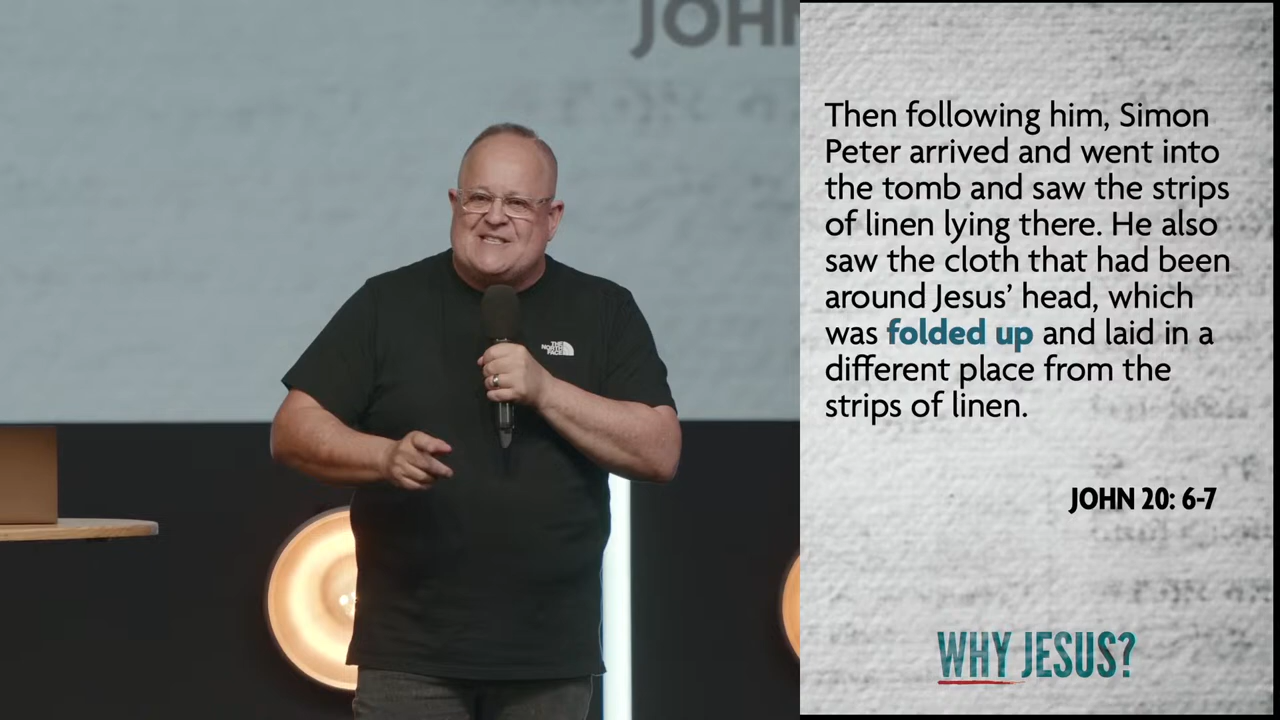 JOHN
THE
NORTH
FACE
Then following him, Simon
Peter arrived and went into
the tomb and saw the strips
of linen lying there. He also
saw the cloth that had been
around Jesus’ head, which
was folded up and laid in a
different place from the
strips of linen.
JOHN 20: 6-7
WHY JESUS?